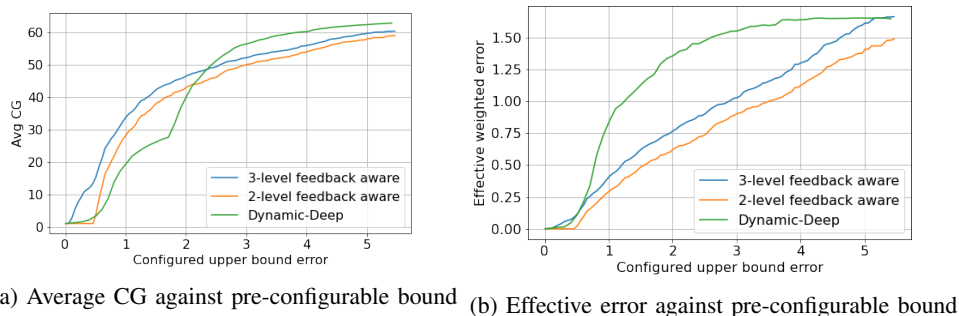 60
50
40
30
20
10
0
Avg CG
0 1 2 3 4 5
Configured upper bound error
3-level feedback aware
2-level feedback aware
Dynamic-Deep
a) Average CG against pre-configurable bound
1.50
1.25
1.00
0.75
0.50
0.25
0.00
Effective weighted error
0 1 2 3 4 5
Configured upper bound error
3-level feedback aware
2-level feedback aware
Dynamic-Deep
(b) Effective error against pre-configurable bound